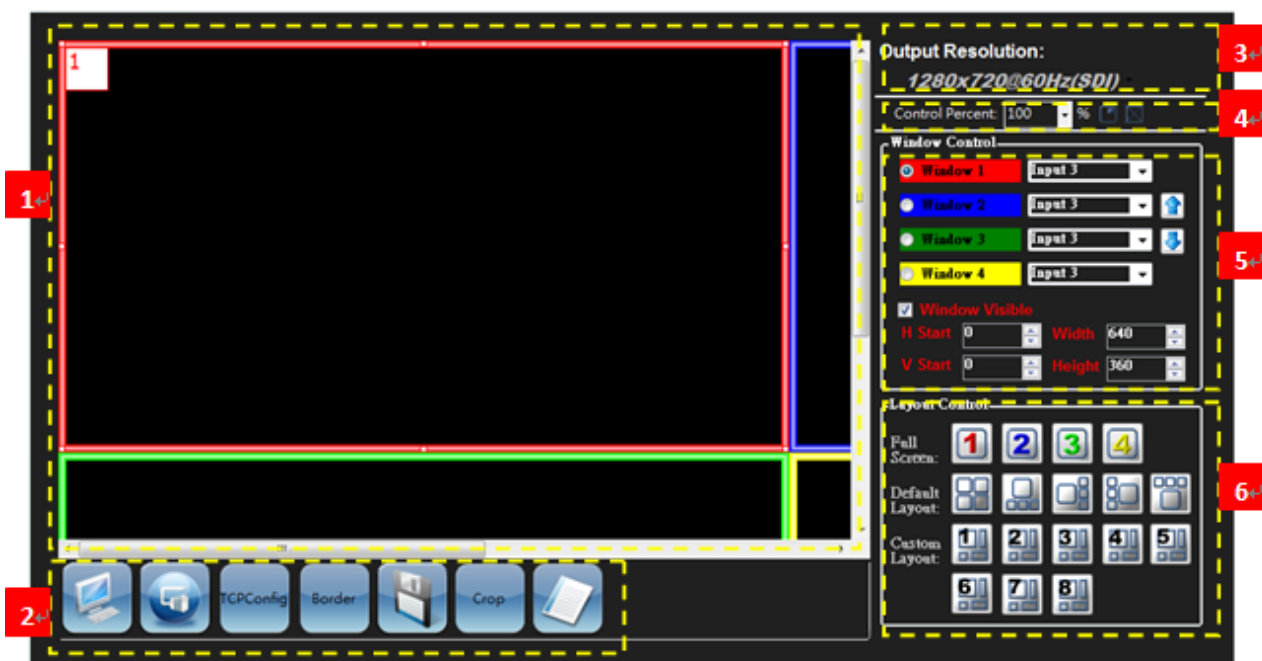 1
1
2
TCPConfig
Border
Crop
Output Resolution:
1280x720@60Hz(SDI)
3
Control Percent: 100 %
4
Window Control
Window 1 Input 3
Window 2 Input 3
Window 3 Input 3
Window 4 Input 3
5
Window Visible
H Start 0 Width 640
V Start 0 Height 360
Layout Control
Full
Screen:
1 2 3 4
Default
Layout:
6
Custom
Layout:
1 2 3 4 5
6 7 8